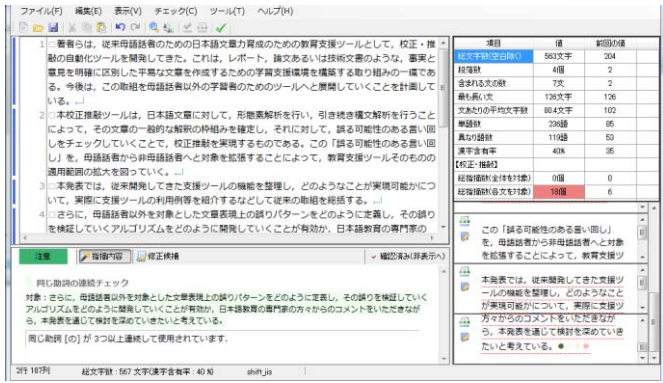 ファイル(F) 編集(E) 表示(V) チェック(C) ツール(T) ヘルプ(H)
1 □著者らは、従来母語話者のための日本語文章力育成のための教育支援ツールとして、校正・推
敲の自動化ツールを開発してきた。これは、レポート、論文あるいは技術文書のような、事実と
意見を明確に区別した平易な文章を作成するための学習支援環境を構築する取り組みの一環であ
る。今後は、この取組を母語話者以外の学習者のためのツールへと展開していくことを計画して
いる。
2 □本校正推敲ツールは、日本語文章に対して、形態素解析を行い、引き続き構文解析を行うこと
によって、その文章の一般的な解釈の枠組みを確定し、それに対して、誤る可能性のある言い回
しをチェックしていくことで、校正推敲を実現するものである。この「誤る可能性のある言い回
し」を、母語話者から非母語話者へと対象を拡張することによって、教育支援ツールそのものの
適用範囲の拡大を図っていく。
3 □本発表では、従来開発してきた支援ツールの機能を整理し、どのようなことが実現可能かにつ
いて、実際に支援ツールの利用例等を紹介するなどして従来の取組を総括する。
4 □さらに、母語話者以外を対象とした文章表現上の誤りパターンをどのように定義し、その誤り
を検証していくアルゴリズムをどのように開発していくことが有効か、日本語教育の専門家の
項目 値 前回の値
総文字数(空白除く) 563文字 204
段落数 4個 2
含まれる文の数 7文 2
最も長い文 126文字 126
文あたりの平均文字数 80.4文字 102
単語数 236語 85
異なり語数 119語 53
漢字含有率 40% 35
【校正・推敲】
総指摘数(全体を対象) 0個 0
総指摘数(各文を対象) 18個 6
この「誤る可能性のある言い回し」
を、母語話者から非母語話者へと対象
を拡張することによって、教育支援ツ
本発表では、従来開発してきた支援ツ
ールの機能を整理し、どのようなこと
が実現可能かについて、実際に支援ツ
方々からのコメントをいただきなが
ら、本発表を通じて検討を深めていき
たいと考えている。
注意 指摘内容 修正候補 確認済み(非表示へ)
同じ助詞の連続チェック
対象：さらに、母語話者以外を対象とした文章表現上の誤りパターンをどのように定義し、その誤りを検証していく
アルゴリズムをどのように開発していくことが有効か、日本語教育の専門家の方々からのコメントをいただきなが
ら、本発表を通じて検討を深めていきたいと考えている。
同じ助詞 [の] が 3つ以上連続して使用されています.
2行 187列 総文字数 : 567 文字(漢字含有率 : 40 %) shift_jis